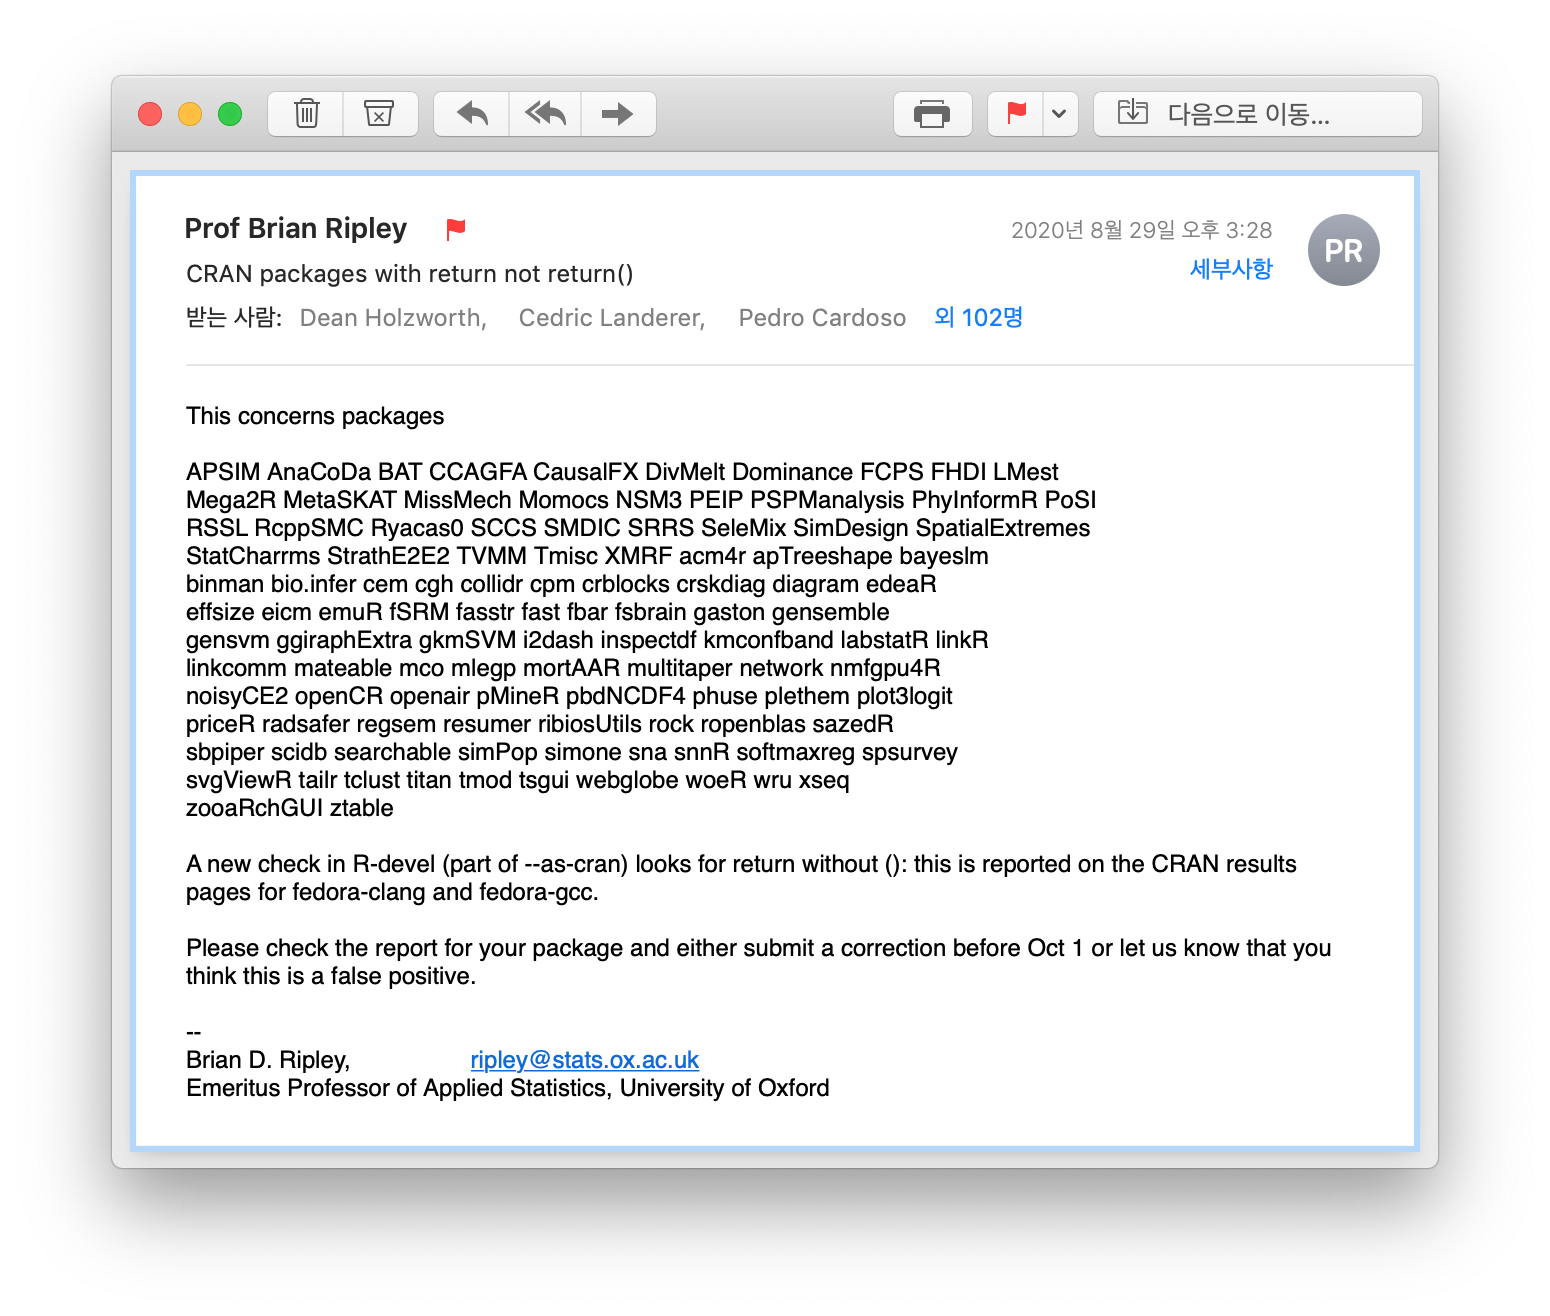 다음으로 이동...
Prof Brian Ripley
2020년 8월 29일 오후 3:28
PR
CRAN packages with return not return()
세부사항
받는 사람: Dean Holzworth, Cedric Landerer, Pedro Cardoso 외 102명
This concerns packages
APSIM AnaCoDa BAT CCAGFA CausalFX DivMelt Dominance FCPS FHDI LMest
Mega2R MetaSKAT MissMech Momocs NSM3 PEIP PSPManalysis PhyInformR PoSI
RSSL RcppSMC Ryacas0 SCCS SMDIC SRRS SeleMix SimDesign SpatialExtremes
StatCharrms StrathE2E2 TVMM Tmisc XMRF acm4r apTreeshape bayeslm
binman bio.infer cem cgh collidr cpm crblocks crskdiag diagram edeaR
effsize eicm emuR fSRM fasstr fast fbar fsbrain gaston gensemble
gensvm ggiraphExtra gkmSVM i2dash inspectdf kmconfband labstatR linkR
linkcomm mateable mco mlegp mortAAR multitaper network nmfgpu4R
noisyCE2 openCR openair pMineR pbdNCDF4 phuse plethem plot3logit
priceR radsafer regsem resumer ribiosUtils rock ropenblas sazedR
sbpiper scidb searchable simPop simone sna snnR softmaxreg spsurvey
svgViewR tailr tclust titan tmod tsgui webglobe woeR wru xseq
zooaRchGUI ztable
A new check in R-devel (part of --as-cran) looks for return without (): this is reported on the CRAN results
pages for fedora-clang and fedora-gcc.
Please check the report for your package and either submit a correction before Oct 1 or let us know that you
think this is a false positive.
--
Brian D. Ripley, ripley@stats.ox.ac.uk
Emeritus Professor of Applied Statistics, University of Oxford